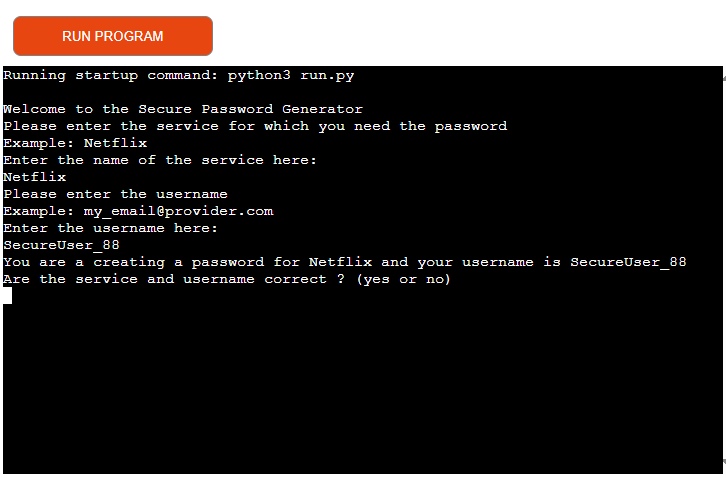 RUN PROGRAM
Running startup command: python3 run.py
Welcome to the Secure Password Generator
Please enter the service for which you need the password
Example: Netflix
Enter the name of the service here:
Netflix
Please enter the username
Example: my_email@provider.com
Enter the username here:
SecureUser_88
You are a creating a password for Netflix and your username is SecureUser_88
Are the service and username correct ? (yes or no)